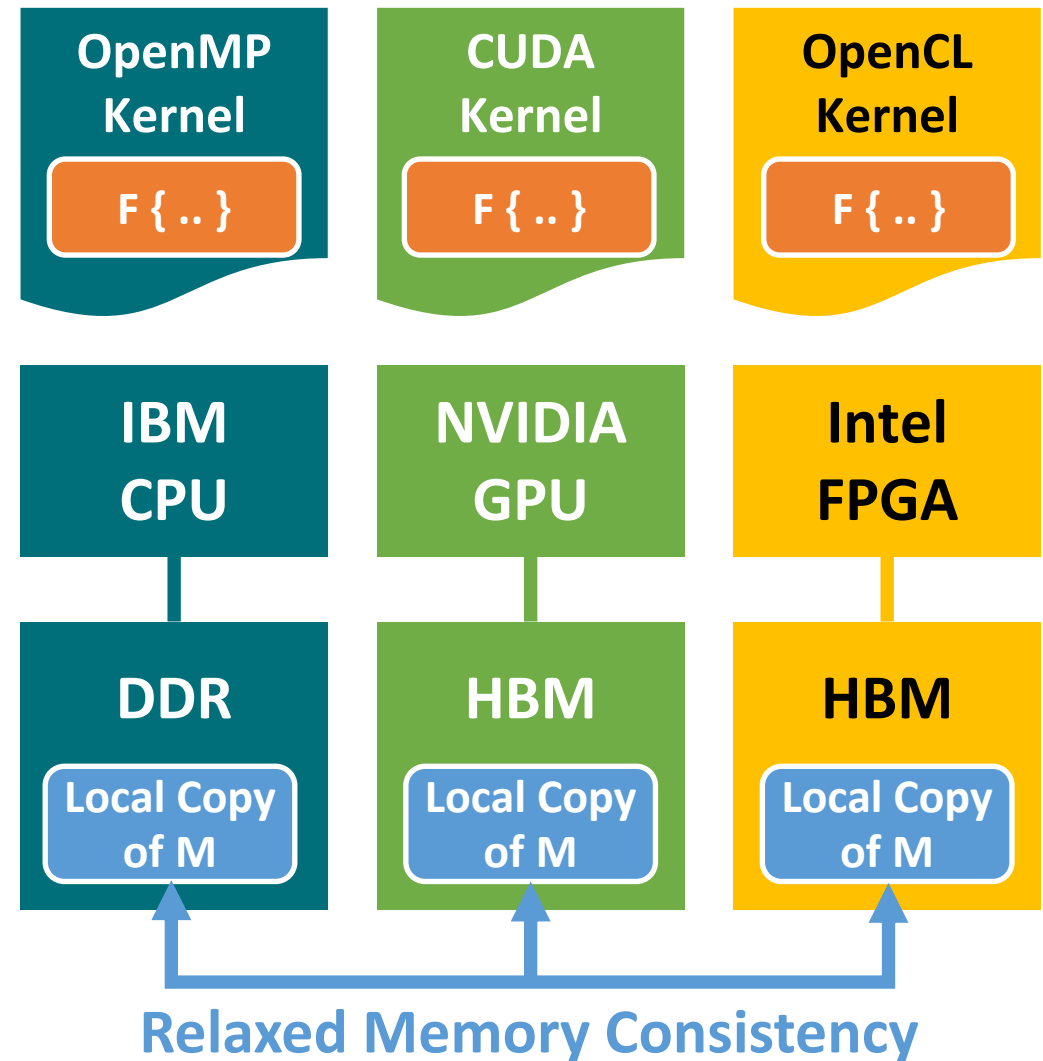 OpenMP
Kernel
F { .. }
CUDA
Kernel
F { .. }
OpenCL
Kernel
F { .. }
IBM
CPU
NVIDIA
GPU
Intel
FPGA
DDR
Local Copy
of M
HBM
Local Copy
of M
HBM
Local Copy
of M
Relaxed Memory Consistency